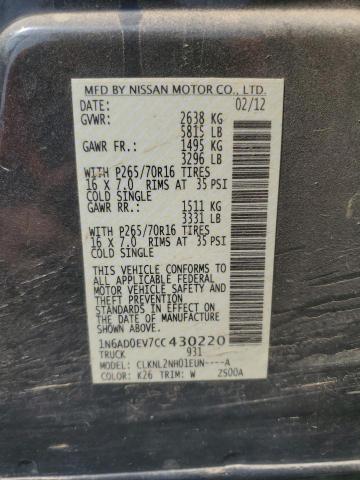 MFD BY NISSAN MOTOR CO., LTD.
DATE: 02/12
GVWR: 2638 KG
5815 LB
GAWR FR.: 1495 KG
3296 LB
WITH P265/70R16 TIRES
16 X 7.0 RIMS AT 35 PSI
COLD SINGLE
GAWR RR.: 1511 KG
3331 LB
WITH P265/70R16 TIRES
16 X 7.0 RIMS AT 35 PSI
COLD SINGLE
THIS VEHICLE CONFORMS TO
ALL APPLICABLE FEDERAL
MOTOR VEHICLE SAFETY
AND THEFT PREVENTION
STANDARDS IN EFFECT ON
THE DATE OF MANUFACTURE
SHOWN ABOVE.
1N6AD0EV7CC430220
TRUCK 931
MODEL: CLKNL2NH01EUN----A
COLOR: K26 TRIM: W ZS00A